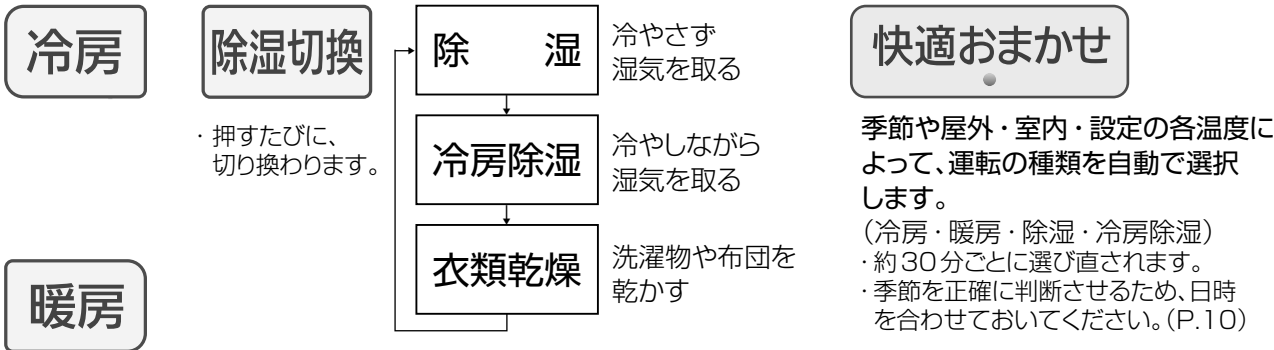 冷房
除湿切換
・押すたびに、
切り換わります。
除　湿
冷やさず
湿気を取る
冷房除湿
冷やしながら
湿気を取る
衣類乾燥
洗濯物や布団を
乾かす
暖房
快適おまかせ
季節や屋外・室内・設定の各温度に
よって、運転の種類を自動で選択
します。
（冷房・暖房・除湿・冷房除湿）
・約30分ごとに選び直されます。
・季節を正確に判断させるため、日時
を合わせておいてください。（P.10）